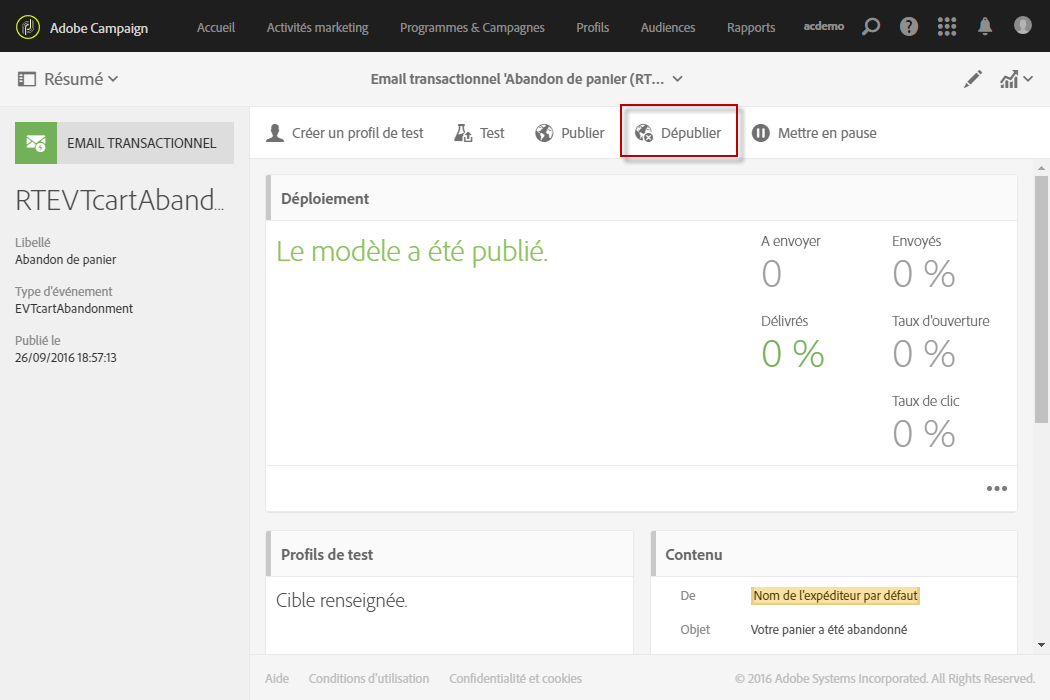 Adobe Campaign
Accueil
Activités marketing
Programmes & Campagnes
Profils
Audiences
Rapports
acdemo
Résumé
Email transactionnel 'Abandon de panier (RT...
EMAIL TRANSACTIONNEL
RTEVTcartAband...
Libellé
Abandon de panier
Type d'événement
EVTcartAbandonment
Publié le
26/09/2016 18:57:13
Créer un profil de test
Test
Publier
Dépublier
Mettre en pause
Déploiement
Le modèle a été publié.
A envoyer
0
Envoyés
0 %
Délivrés
0 %
Taux d'ouverture
0 %
Taux de clic
0 %
Profils de test
Cible renseignée.
Contenu
De
Nom de l'expéditeur par défaut
Objet
Votre panier a été abandonné
Aide
Conditions d'utilisation
Confidentialité et cookies
© 2016 Adobe Systems Incorporated. All Rights Reserved.